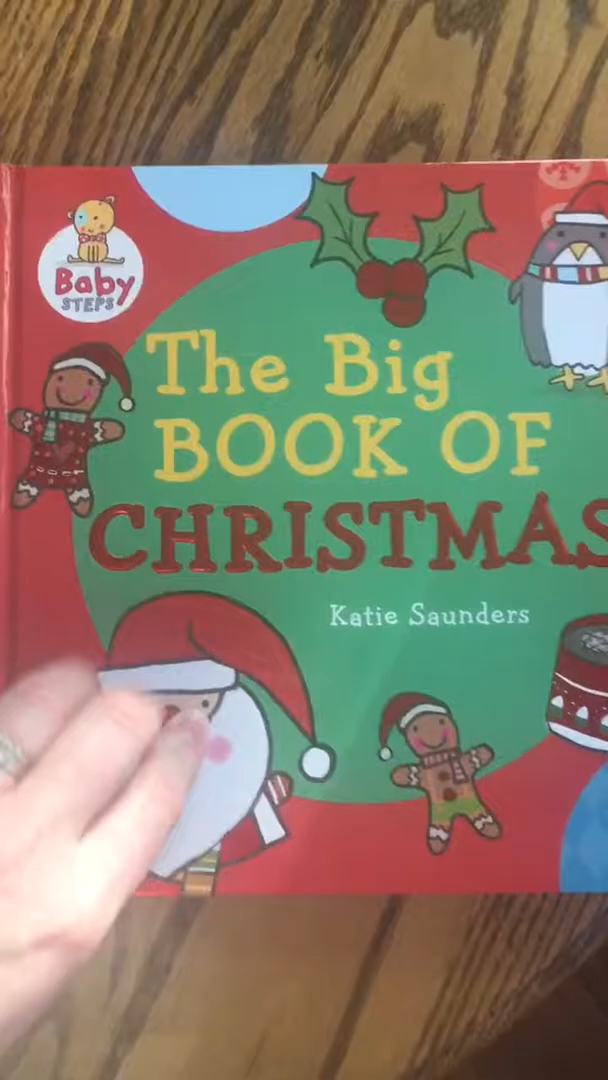 Baby
STEPS
The Big
BOOK OF
CHRISTMAS
Katie Saunders